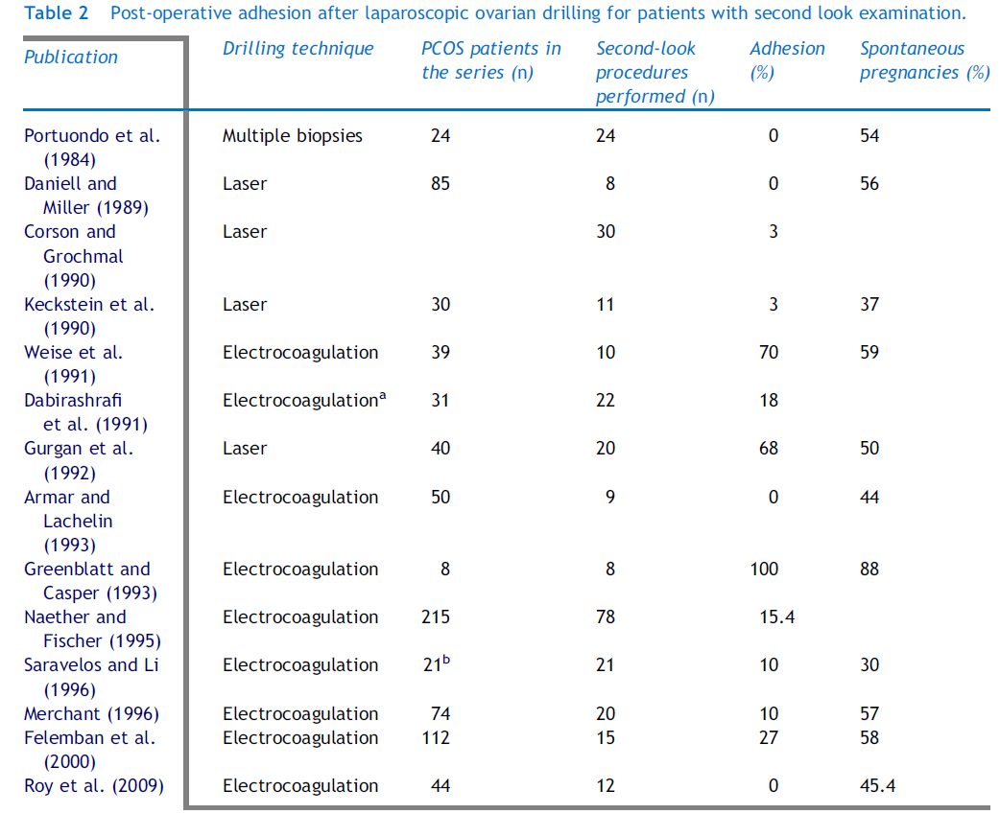 Table 2 Post-operative adhesion after laparoscopic ovarian drilling for patients with second look examination.
Publication Drilling technique PCOS patients in Second-look Adhesion Spontaneous
the series (n) procedures (%) pregnancies (%)
performed (n)
Portuondo et al. Multiple biopsies 24 24 0 54
(1984)
Daniell and Laser 85 8 0 56
Miller (1989)
Corson and Laser 30 3
Grochmal
(1990)
Keckstein et al. Laser 30 11 3 37
(1990)
Weise et al. Electrocoagulation 39 10 70 59
(1991)
Dabirashrafi Electrocoagulationa 31 22 18
et al. (1991)
Gurgan et al. Laser 40 20 68 50
(1992)
Armar and Electrocoagulation 50 9 0 44
Lachelin
(1993)
Greenblatt and Electrocoagulation 8 8 100 88
Casper (1993)
Naether and Electrocoagulation 215 78 15.4
Fischer (1995)
Saravelos and Li Electrocoagulation 21b 21 10 30
(1996)
Merchant (1996) Electrocoagulation 74 20 10 57
Felemban et al. Electrocoagulation 112 15 27 58
(2000)
Roy et al. (2009) Electrocoagulation 44 12 0 45.4